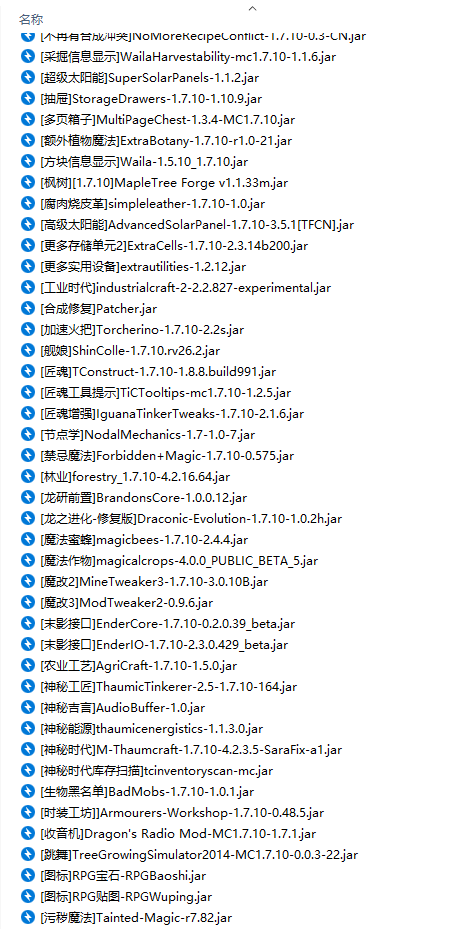 名称
[不再有合成冲突]NoMoreRecipeConflict-1.7.10-0.3-CN.jar
[采掘信息显示]WailaHarvestability-mc1.7.10-1.1.6.jar
[超级太阳能]SuperSolarPanels-1.1.2.jar
[抽屉]StorageDrawers-1.7.10-1.10.9.jar
[多页箱子]MultiPageChest-1.3.4-MC1.7.10.jar
[额外植物魔法]ExtraBotany-1.7.10-r1.0-21.jar
[方块信息显示]Waila-1.5.10_1.7.10.jar
[枫树][1.7.10]MapleTree Forge v1.1.33m.jar
[腐肉烧皮革]simpleleather-1.7.10-1.0.jar
[高级太阳能]AdvancedSolarPanel-1.7.10-3.5.1[TFCN].jar
[更多存储单元2]ExtraCells-1.7.10-2.3.14b200.jar
[更多实用设备]extrautilities-1.2.12.jar
[工业时代]industrialcraft-2-2.2.827-experimental.jar
[合成修复]Patcher.jar
[加速火把]Torcherino-1.7.10-2.2s.jar
[舰娘]ShinColle-1.7.10.rv26.2.jar
[匠魂]TConstruct-1.7.10-1.8.8.build991.jar
[匠魂工具提示]TiCTooltips-mc1.7.10-1.2.5.jar
[匠魂增强]IguanaTinkerTweaks-1.7.10-2.1.6.jar
[节点学]NodalMechanics-1.7-1.0-7.jar
[禁忌魔法]Forbidden+Magic-1.7.10-0.575.jar
[林业]forestry_1.7.10-4.2.16.64.jar
[龙研前置]BrandonsCore-1.0.0.12.jar
[龙之进化-修复版]Draconic-Evolution-1.7.10-1.0.2h.jar
[魔法蜜蜂]magicbees-1.7.10-2.4.4.jar
[魔法作物]magicalcrops-4.0.0_PUBLIC_BETA_5.jar
[魔改2]MineTweaker3-1.7.10-3.0.10B.jar
[魔改3]ModTweaker2-0.9.6.jar
[末影接口]EnderCore-1.7.10-0.2.0.39_beta.jar
[末影接口]EnderIO-1.7.10-2.3.0.429_beta.jar
[农业工艺]AgriCraft-1.7.10-1.5.0.jar
[神秘工匠]ThaumicTinkerer-2.5-1.7.10-164.jar
[神秘吉言]AudioBuffer-1.0.jar
[神秘能源]thaumicenergistics-1.1.3.0.jar
[神秘时代]M-Thaumcraft-1.7.10-4.2.3.5-SaraFix-a1.jar
[神秘时代库存扫描]tcinventoryscan-mc.jar
[生物黑名单]BadMobs-1.7.10-1.0.1.jar
[时装工坊]]Armourers-Workshop-1.7.10-0.48.5.jar
[收音机]Dragon's Radio Mod-MC1.7.10-1.7.1.jar
[跳舞]TreeGrowingSimulator2014-MC1.7.10-0.0.3-22.jar
[图标]RPG宝石-RPGBaoshi.jar
[图标]RPG贴图-RPGWuping.jar
[污秽魔法]Tainted-Magic-r7.82.jar